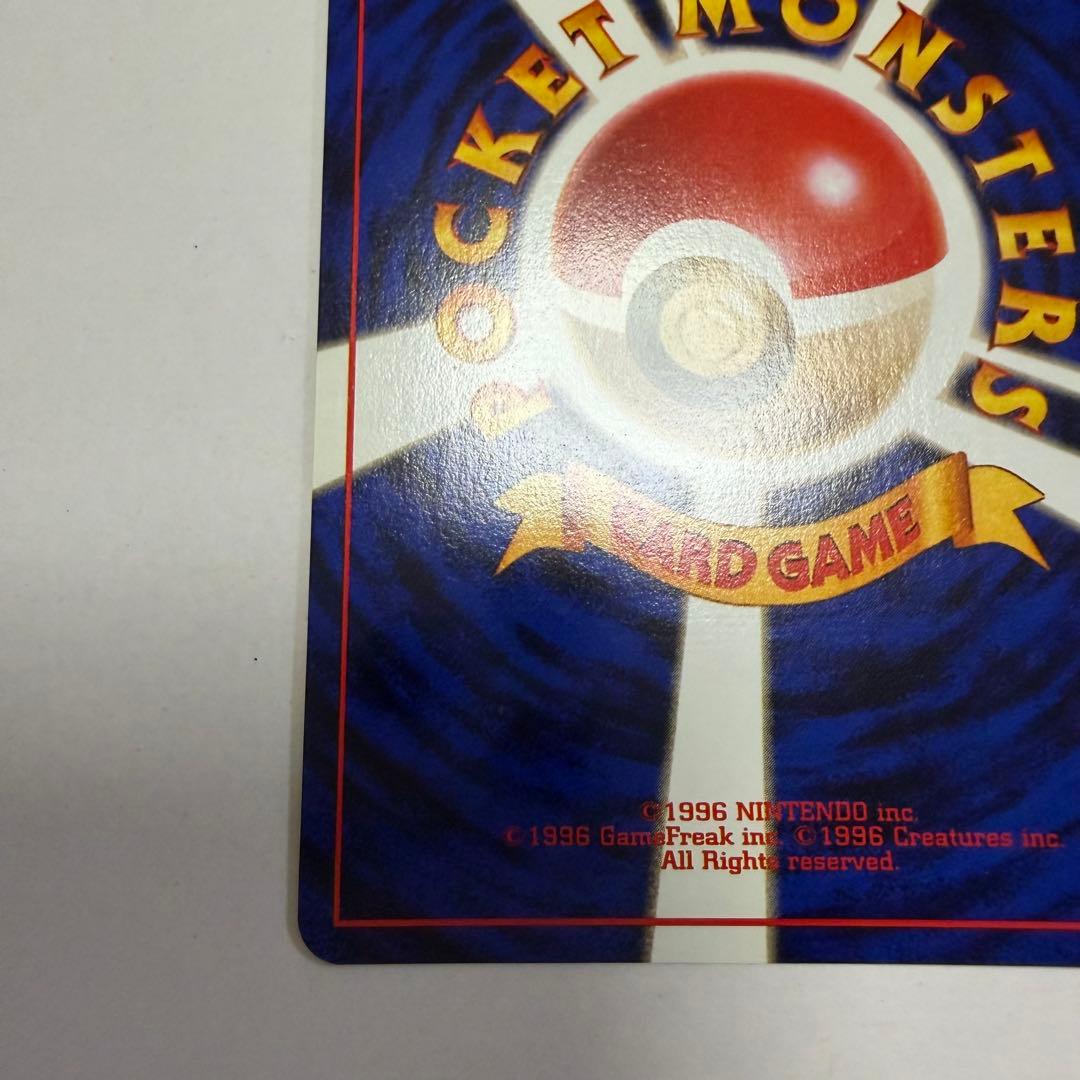 POCKET MONSTERS
CARD GAME
©1996 NINTENDO inc.
©1996 GameFreak inc. ©1996 Creatures inc.
All Rights reserved.